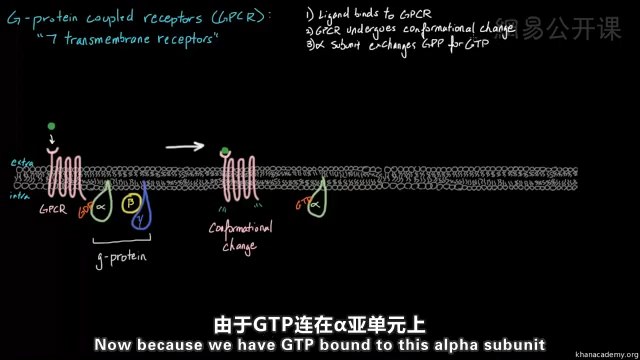 G-protein coupled receptors (GPCR):
"7 transmembrane receptors"
1) Ligand binds to GPCR
2) GPCR undergoes conformational change
3) α subunit exchanges GDP for GTP
網易公开课
extra
intra
GPCR
GDP
α
β
γ
g-protein
Conformational
change
GTP
α
由于GTP连在α亚单元上
Now because we have GTP bound to this alpha subunit
khanacademy.org